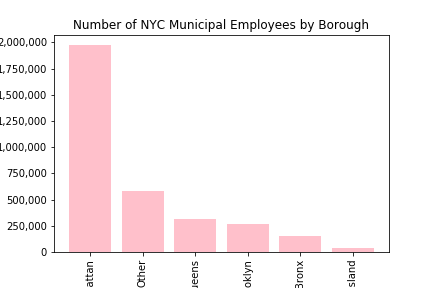 Number of NYC Municipal Employees by Borough
2,000,000
1,750,000
1,500,000
1,250,000
1,000,000
750,000
500,000
250,000
0
attan
Other
ueens
oklyn
Bronx
sland